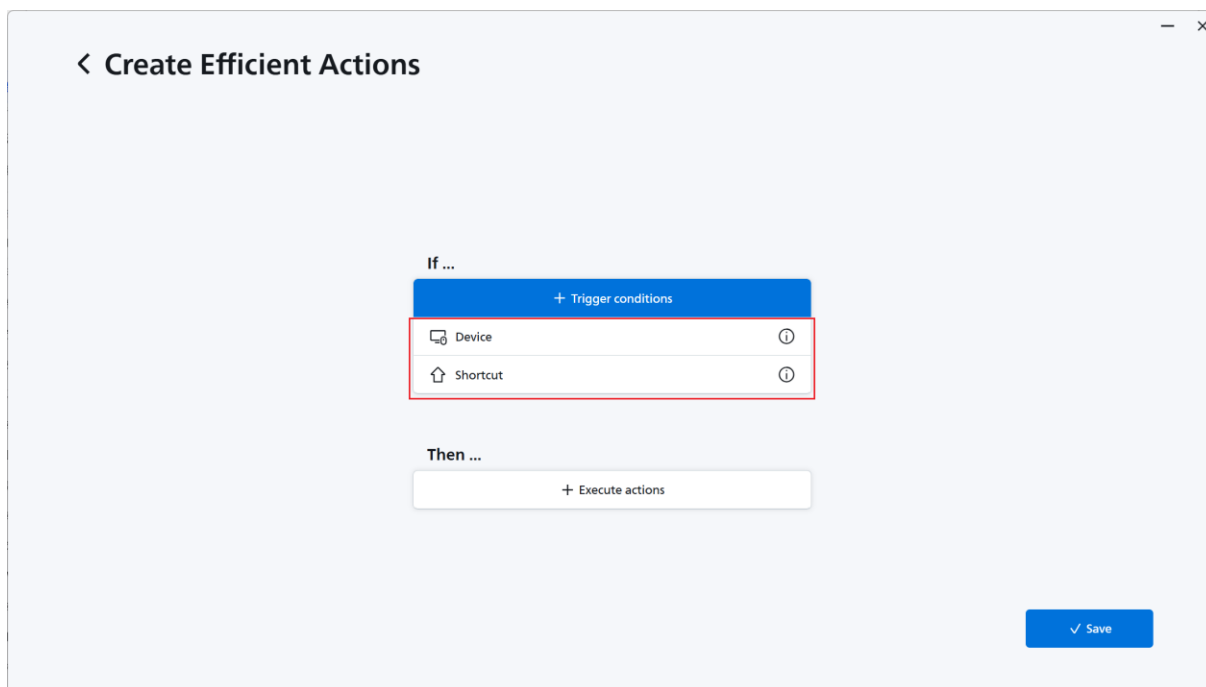 Create Efficient Actions
If ...
+ Trigger conditions
Device
Shortcut
Then ...
+ Execute actions
✓ Save